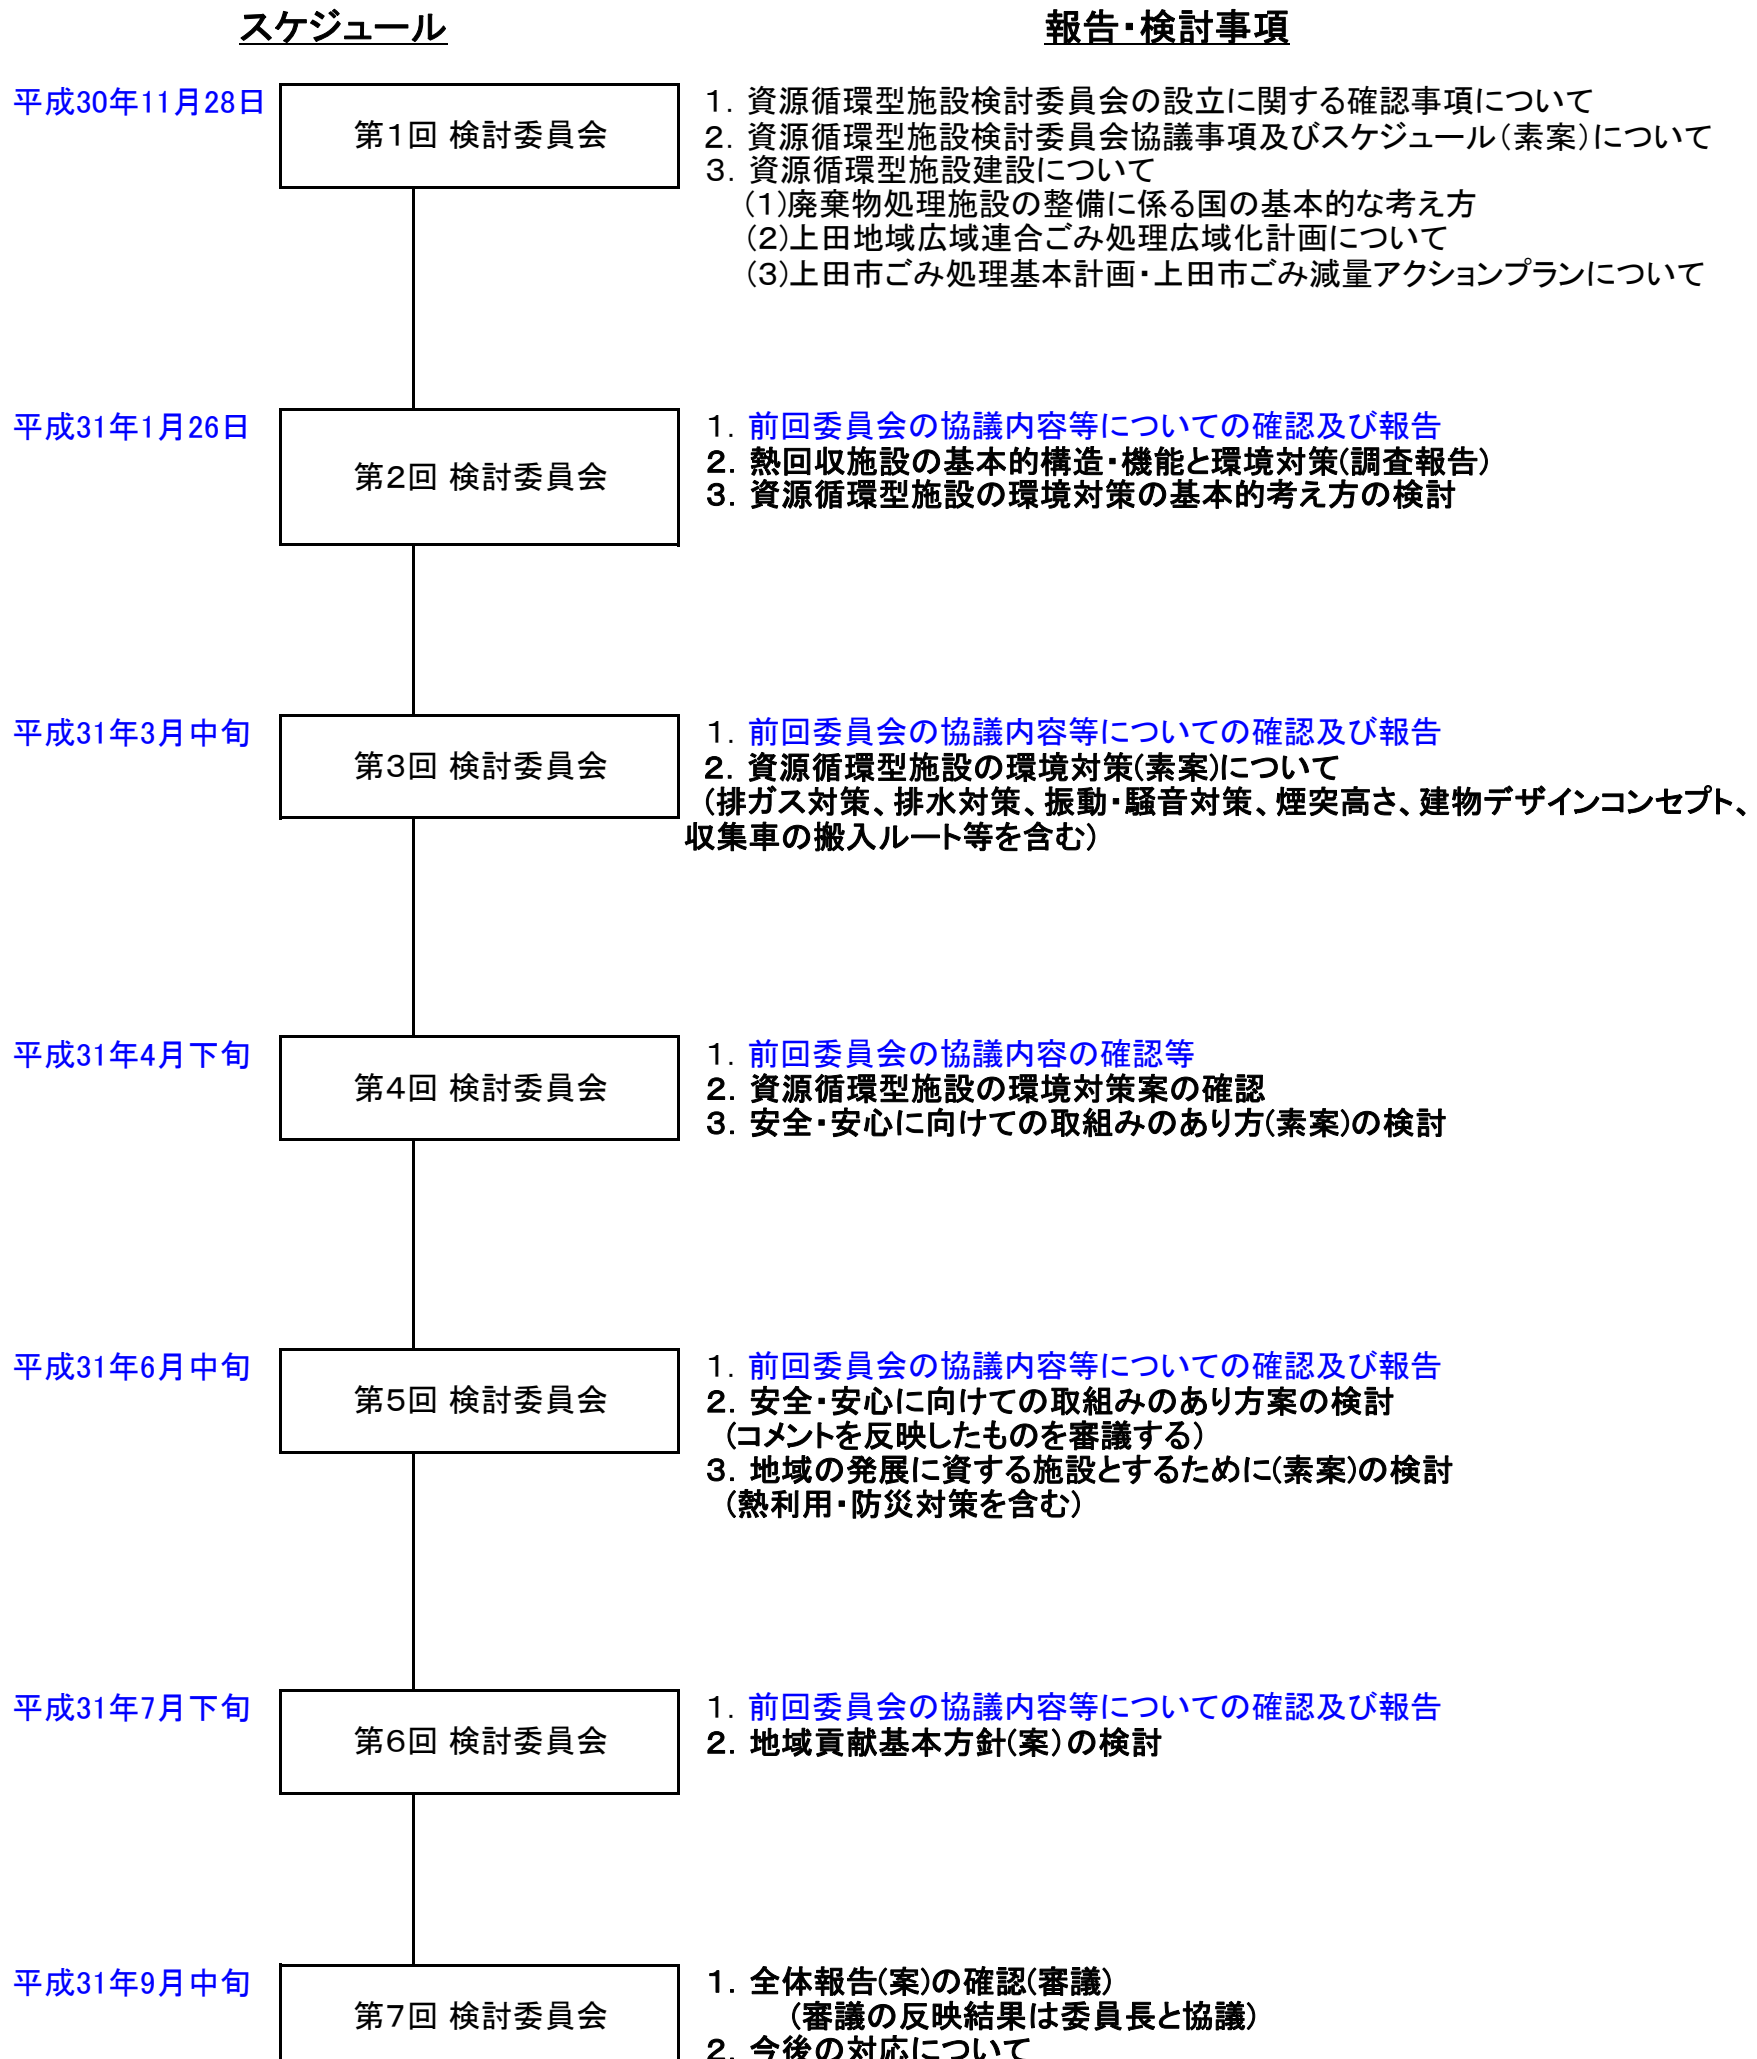 スケジュール
報告・検討事項
平成30年11月28日
第1回 検討委員会
1．資源循環型施設検討委員会の設立に関する確認事項について
2．資源循環型施設検討委員会協議事項及びスケジュール（素案）について
3．資源循環型施設建設について
(1)廃棄物処理施設の整備に係る国の基本的な考え方
(2)上田地域広域連合ごみ処理広域化計画について
(3)上田市ごみ処理基本計画・上田市ごみ減量アクションプランについて
平成31年1月26日
第2回 検討委員会
1．前回委員会の協議内容等についての確認及び報告
2．熱回収施設の基本的構造・機能と環境対策(調査報告)
3．資源循環型施設の環境対策の基本的考え方の検討
平成31年3月中旬
第3回 検討委員会
1．前回委員会の協議内容等についての確認及び報告
2．資源循環型施設の環境対策(素案)について
(排ガス対策、排水対策、振動・騒音対策、煙突高さ、建物デザインコンセプト、
収集車の搬入ルート等を含む)
平成31年4月下旬
第4回 検討委員会
1．前回委員会の協議内容の確認等
2．資源循環型施設の環境対策案の確認
3．安全・安心に向けての取組みのあり方(素案)の検討
平成31年6月中旬
第5回 検討委員会
1．前回委員会の協議内容等についての確認及び報告
2．安全・安心に向けての取組みのあり方案の検討
(コメントを反映したものを審議する)
3．地域の発展に資する施設とするために(素案)の検討
(熱利用・防災対策を含む)
平成31年7月下旬
第6回 検討委員会
1．前回委員会の協議内容等についての確認及び報告
2．地域貢献基本方針(案)の検討
平成31年9月中旬
第7回 検討委員会
1．全体報告(案)の確認(審議)
(審議の反映結果は委員長と協議)
2．今後の対応について